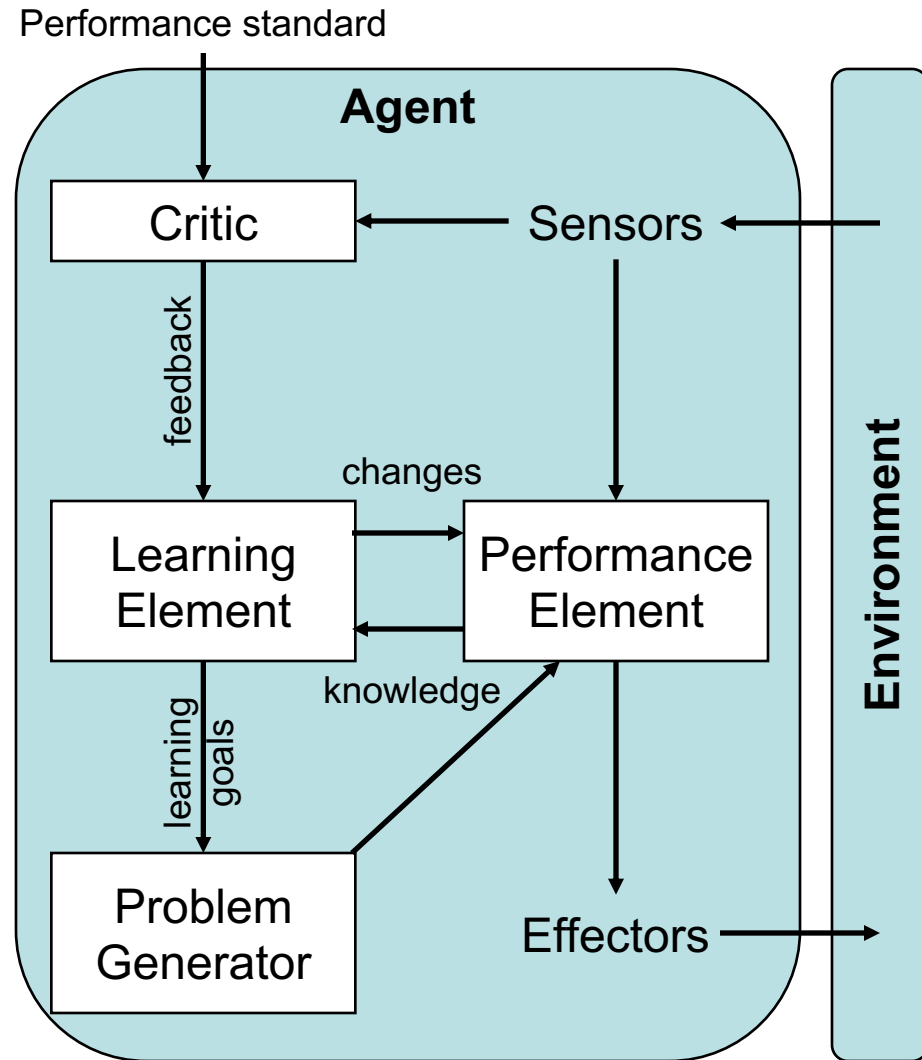 Performance standard
Agent
Critic
Sensors
feedback
changes
Learning
Element
Performance
Element
knowledge
learning
goals
Problem
Generator
Effectors
Environment